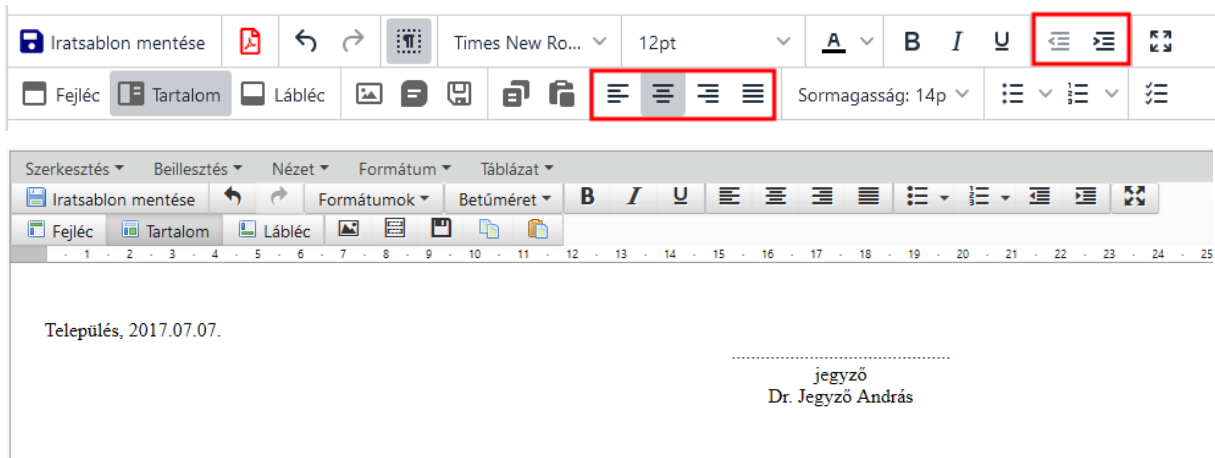 Iratsablon mentése Times New Ro... 12pt A B I U
Fejléc Tartalom Lábléc Sormagasság: 14p
Szerkesztés Beillesztés Nézet Formátum Táblázat
Iratsablon mentése Formátumok Betűméret B I U
Fejléc Tartalom Lábléc
1 2 3 4 5 6 7 8 9 10 11 12 13 14 15 16 17 18 19 20 21 22 23 24 25
Település, 2017.07.07.
............................................
jegyző
Dr. Jegyző András